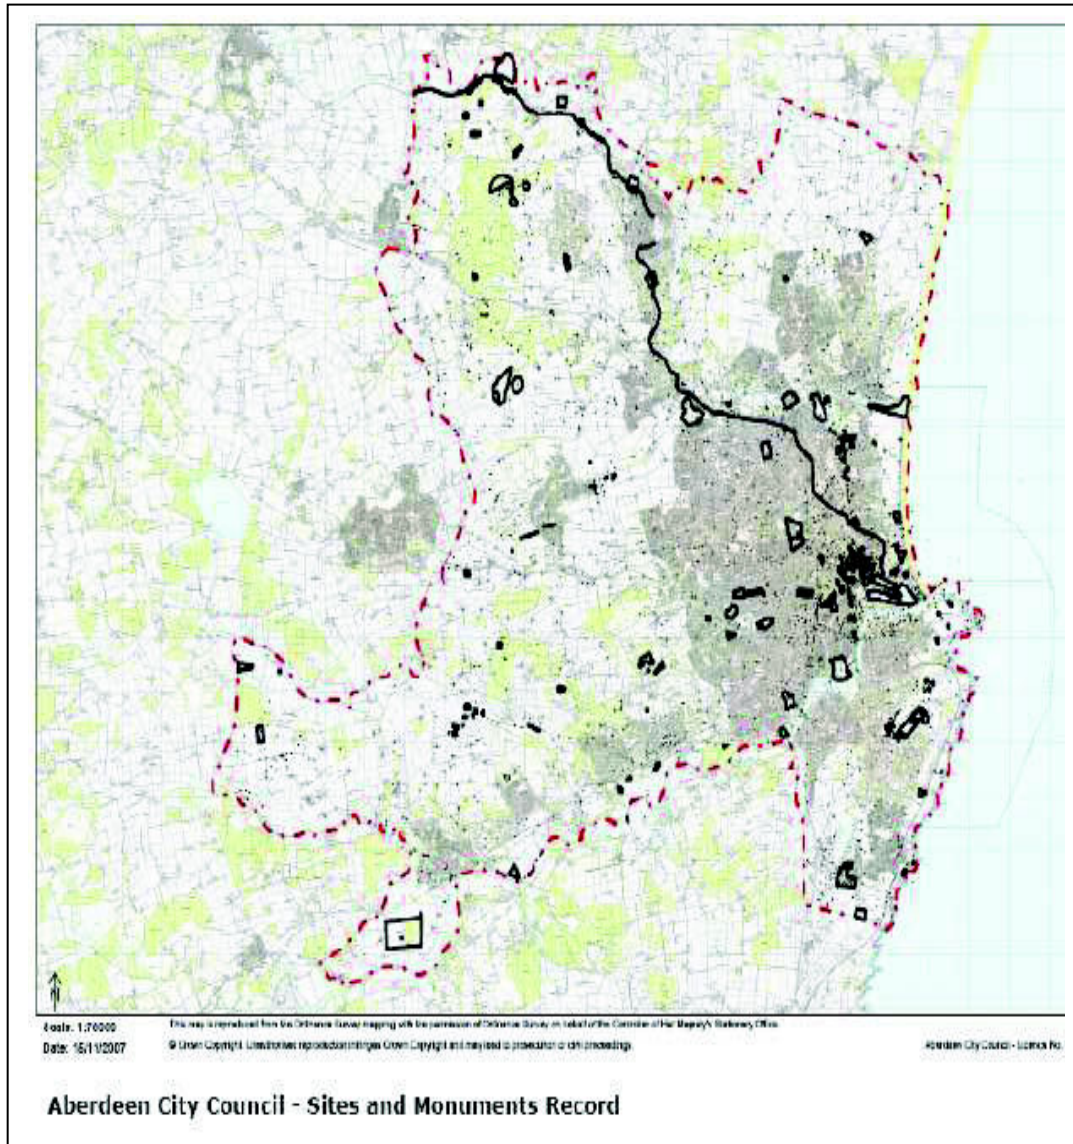 N
Scale: 1:70000
This map is reproduced from the Ordnance Survey mapping with the permission of Ordnance Survey on behalf of the Controller of Her Majesty's Stationery Office.
Date: 15/11/2007
© Crown Copyright. Unauthorised reproduction infringes Crown Copyright and may lead to prosecution or civil proceedings.
Aberdeen City Council - Licence No.
Aberdeen City Council - Sites and Monuments Record